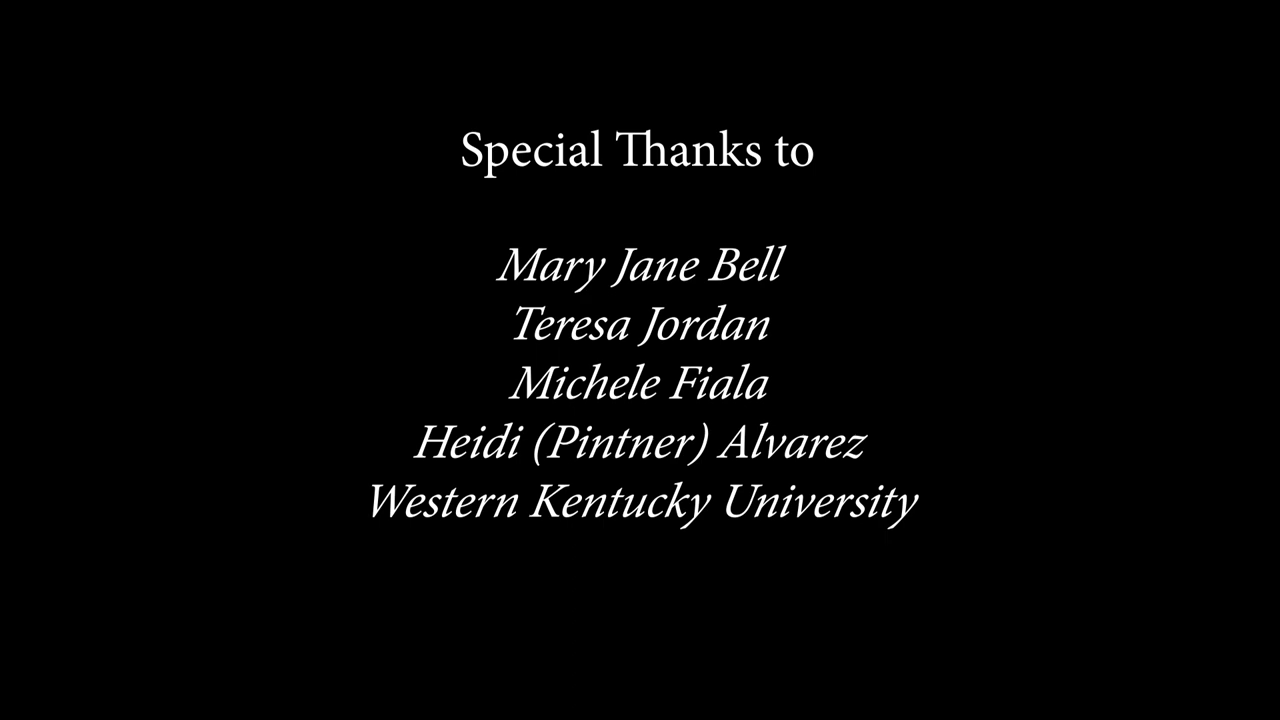 Special Thanks to
Mary Jane Bell
Teresa Jordan
Michele Fiala
Heidi (Pintner) Alvarez
Western Kentucky University